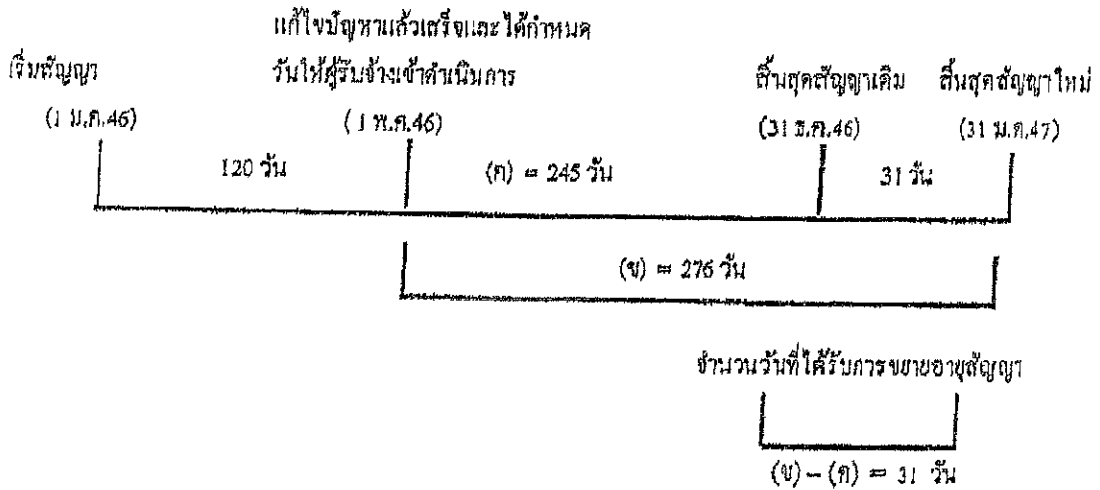 แก้ไขปัญหาแล้วเสร็จและได้กำหนด
เริ่มสัญญา วันให้ผู้รับจ้างเข้าดำเนินการ สิ้นสุดสัญญาเดิม สิ้นสุดสัญญาใหม่
(1 ม.ค.46) (1 พ.ค.46) (31 ธ.ค.46) (31 ม.ค.47)
120 วัน (ค) = 245 วัน 31 วัน
(ข) = 276 วัน
จำนวนวันที่ได้รับการขยายอายุสัญญา
(ข) – (ค) = 31 วัน